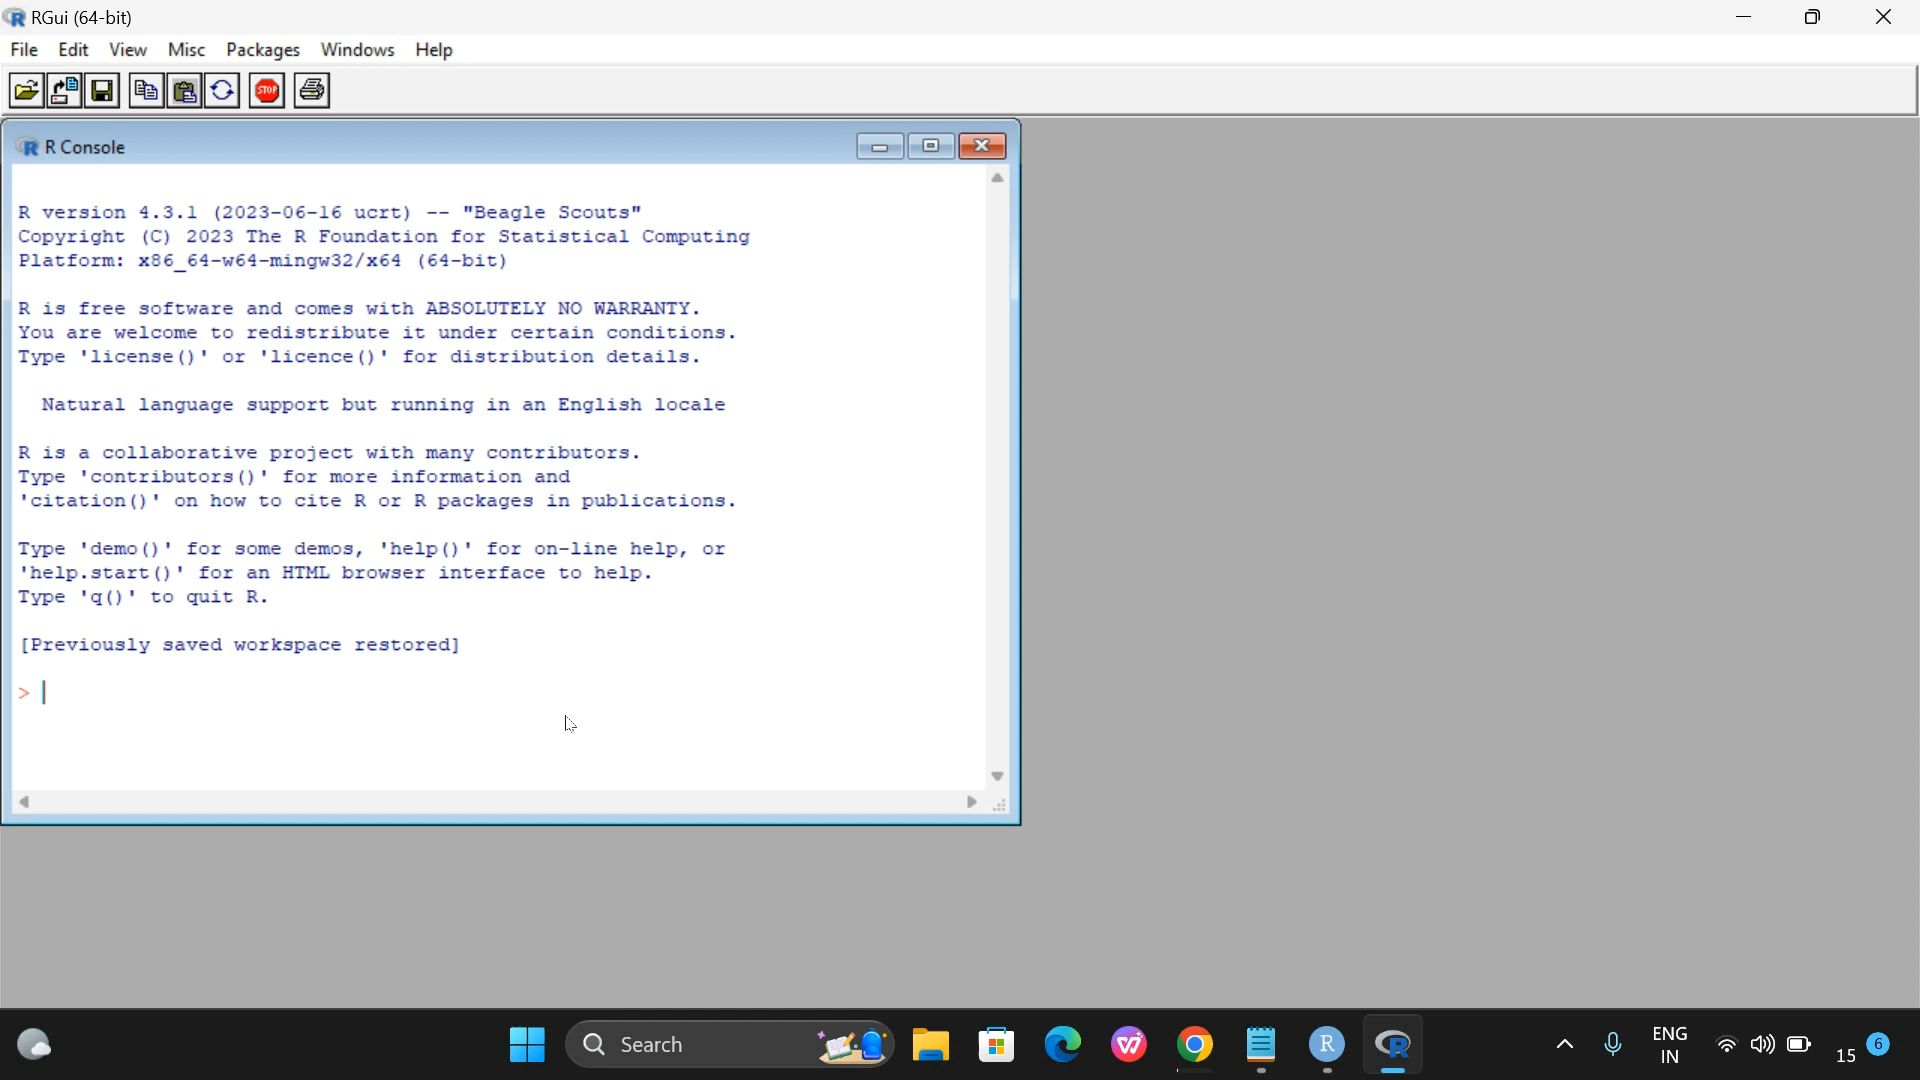 RGui (64-bit)
File Edit View Misc Packages Windows Help
STOP
R Console
R version 4.3.1 (2023-06-16 ucrt) -- "Beagle Scouts"
Copyright (C) 2023 The R Foundation for Statistical Computing
Platform: x86_64-w64-mingw32/x64 (64-bit)
R is free software and comes with ABSOLUTELY NO WARRANTY.
You are welcome to redistribute it under certain conditions.
Type 'license()' or 'licence()' for distribution details.
Natural language support but running in an English locale
R is a collaborative project with many contributors.
Type 'contributors()' for more information and
'citation()' on how to cite R or R packages in publications.
Type 'demo()' for some demos, 'help()' for on-line help, or
'help.start()' for an HTML browser interface to help.
Type 'q()' to quit R.
[Previously saved workspace restored]
>
Search
ENG
IN
15
6